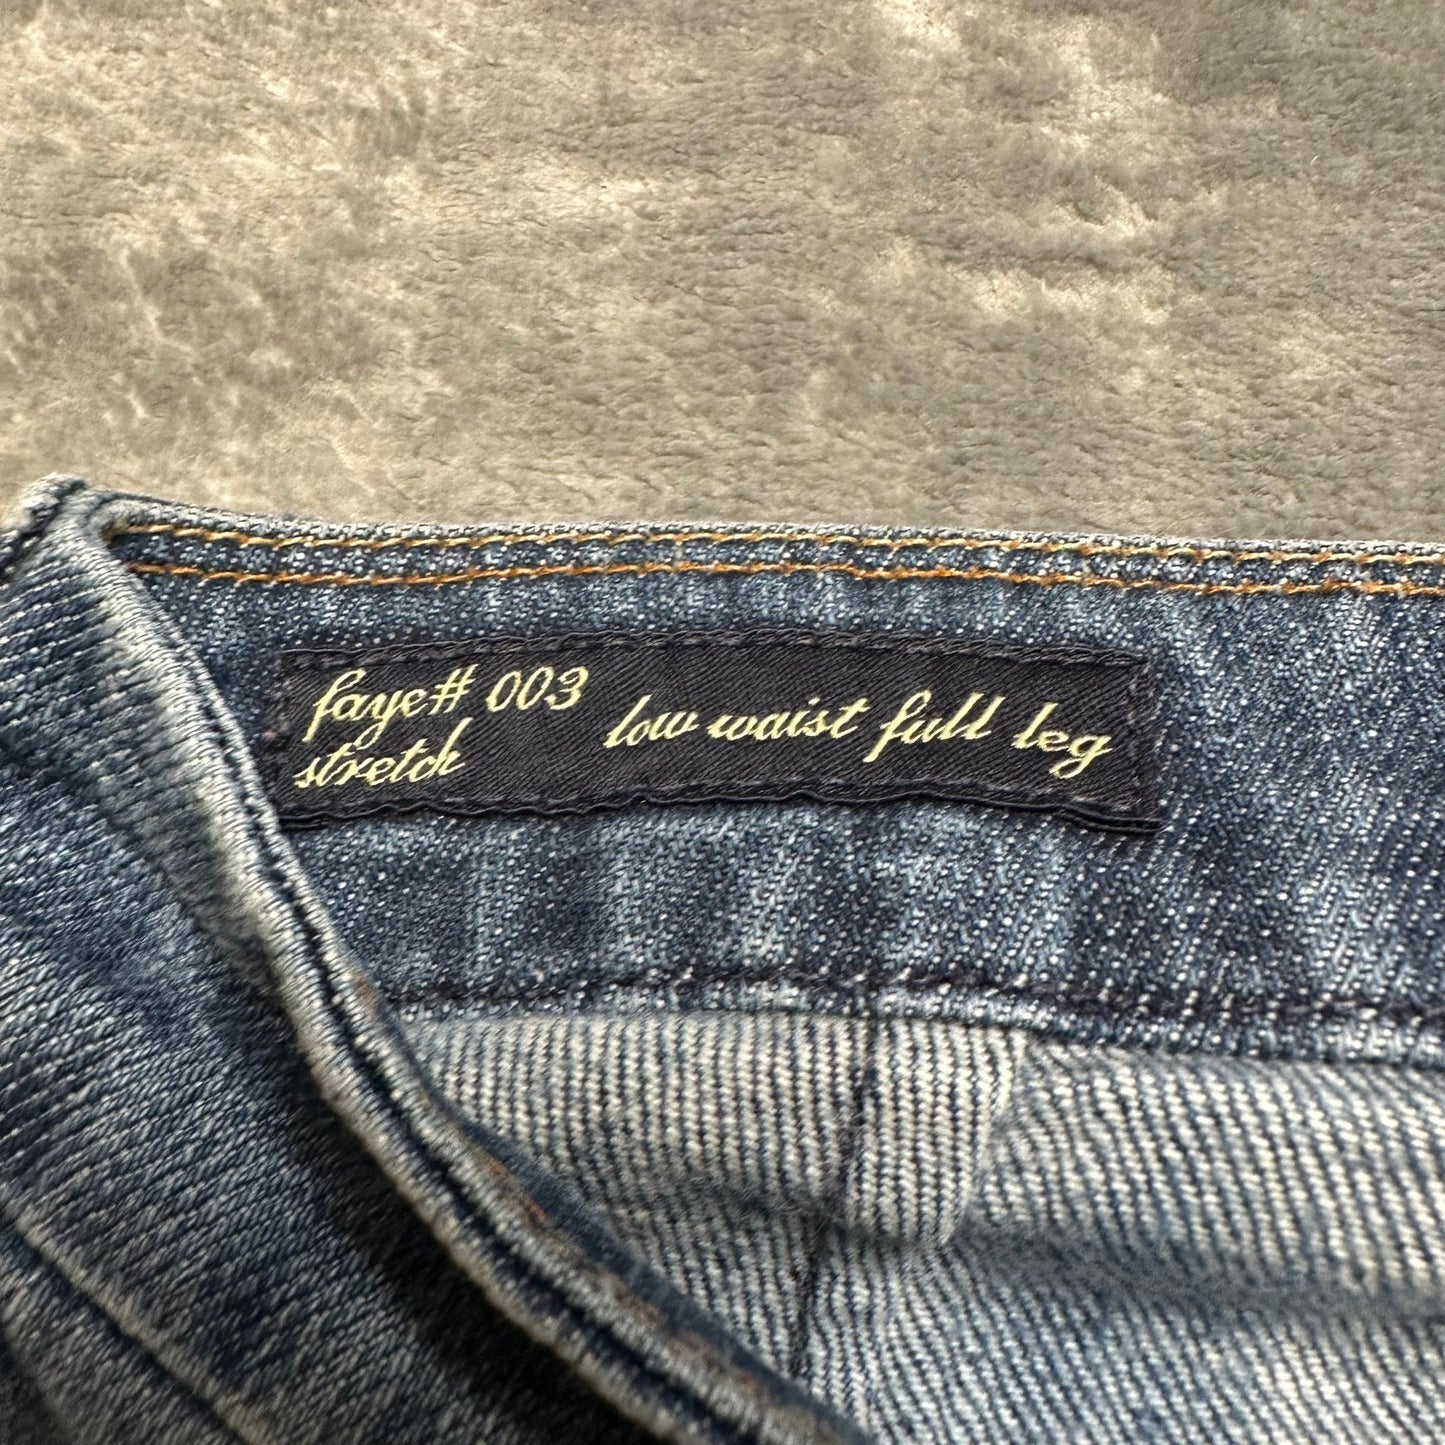 faye# 003
stretch
low waist full leg